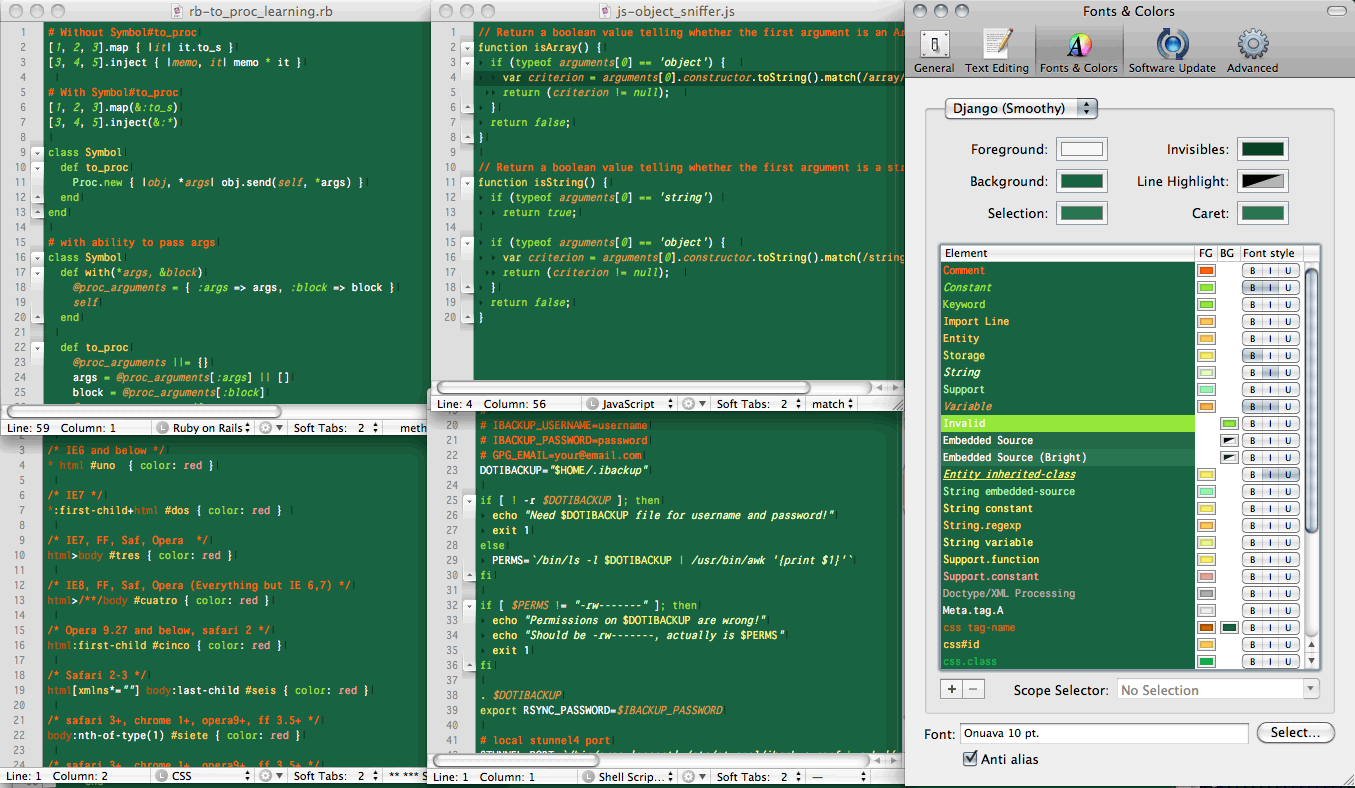 rb-to_proc_learning.rb
1 # Without Symbol#to_proc
2 [1, 2, 3].map { |it| it.to_s }
3 [3, 4, 5].inject { |memo, it| memo * it }
4
5 # With Symbol#to_proc
6 [1, 2, 3].map(&:to_s)
7 [3, 4, 5].inject(&:*)
8
9 class Symbol
10 def to_proc
11 Proc.new { |obj, *args| obj.send(self, *args) }
12 end
13 end
14
15 # with ability to pass args
16 class Symbol
17 def with(*args, &block)
18 @proc_arguments = { :args => args, :block => block }
19 self
20 end
21
22 def to_proc
23 @proc_arguments ||= {}
24 args = @proc_arguments[:args] || []
25 block = @proc_arguments[:block]
Line: 59 Column: 1 Ruby on Rails Soft Tabs: 2 meth
js-object_sniffer.js
1 // Return a boolean value telling whether the first argument is an Ar
2 function isArray() {
3 if (typeof arguments[0] == 'object') {
4 var criterion = arguments[0].constructor.toString().match(/array/
5 return (criterion != null);
6 }
7 return false;
8 }
9
10 // Return a boolean value telling whether the first argument is a str
11 function isString() {
12 if (typeof arguments[0] == 'string')
13 return true;
14
15 if (typeof arguments[0] == 'object') {
16 var criterion = arguments[0].constructor.toString().match(/string
17 return (criterion != null);
18 }
19 return false;
20 }
Line: 4 Column: 56 JavaScript Soft Tabs: 2 match
3 /* IE6 and below */
4 * html #uno { color: red }
5
6 /* IE7 */
7 *:first-child+html #dos { color: red }
8
9 /* IE7, FF, Saf, Opera */
10 html>body #tres { color: red }
11
12 /* IE8, FF, Saf, Opera (Everything but IE 6,7) */
13 html>/**/body #cuatro { color: red }
14
15 /* Opera 9.27 and below, safari 2 */
16 html:first-child #cinco { color: red }
17
18 /* Safari 2-3 */
19 html[xmlns*=""] body:last-child #seis { color: red }
20
21 /* safari 3+, chrome 1+, opera9+, ff 3.5+ */
22 body:nth-of-type(1) #siete { color: red }
23
24 /* safari 3+, chrome 1+, opera9+, ff 3.5+ */
Line: 1 Column: 2 CSS Soft Tabs: 2 ** *** S
end
20 # IBACKUP_USERNAME=username
21 # IBACKUP_PASSWORD=password
22 # GPG_EMAIL=your@email.com
23 DOTIBACKUP="$HOME/.ibackup"
24
25 if [ ! -r $DOTIBACKUP ]; then
26 echo "Need $DOTIBACKUP file for username and password!"
27 exit 1
28 else
29 PERMS=`/bin/ls -l $DOTIBACKUP | /usr/bin/awk '{print $1}'`
30 fi
31
32 if [ $PERMS != "-rw-------" ]; then
33 echo "Permissions on $DOTIBACKUP are wrong!"
34 echo "Should be -rw-------, actually is $PERMS"
35 exit 1
36 fi
37
38 . $DOTIBACKUP
39 export RSYNC_PASSWORD=$IBACKUP_PASSWORD
40
41 # local stunnel4 port
Line: 1 Column: 1 Shell Scrip... Soft Tabs: 2 —
Fonts & Colors
General Text Editing Fonts & Colors Software Update Advanced
Django (Smoothy)
Foreground: Invisibles:
Background: Line Highlight:
Selection: Caret:
Element FG BG Font style
Comment B I U
Constant B I U
Keyword B I U
Import Line B I U
Entity B I U
Storage B I U
String B I U
Support B I U
Variable B I U
Invalid B I U
Embedded Source B I U
Embedded Source (Bright) B I U
Entity inherited-class B I U
String embedded-source B I U
String constant B I U
String.regexp B I U
String variable B I U
Support.function B I U
Support.constant B I U
Doctype/XML Processing B I U
Meta.tag.A B I U
css tag-name B I U
css#id B I U
css.class B I U
+ − Scope Selector: No Selection
Font: Onuava 10 pt. Select...
Anti alias